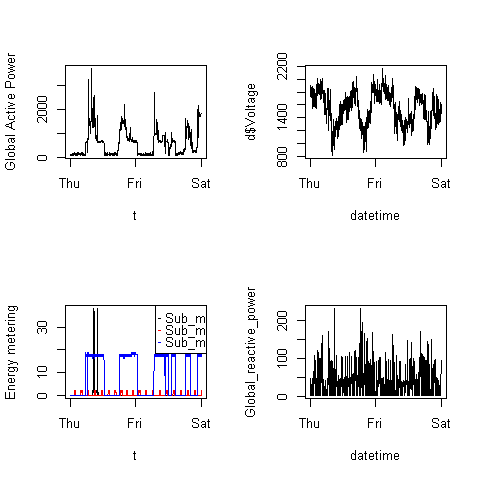 Global Active Power
0
2000
Thu
Fri
Sat
t
d$Voltage
800
1400
2200
Thu
Fri
Sat
datetime
Energy metering
0
10
30
Sub_m
Sub_m
Sub_m
Thu
Fri
Sat
t
Global_reactive_power
0
100
200
Thu
Fri
Sat
datetime